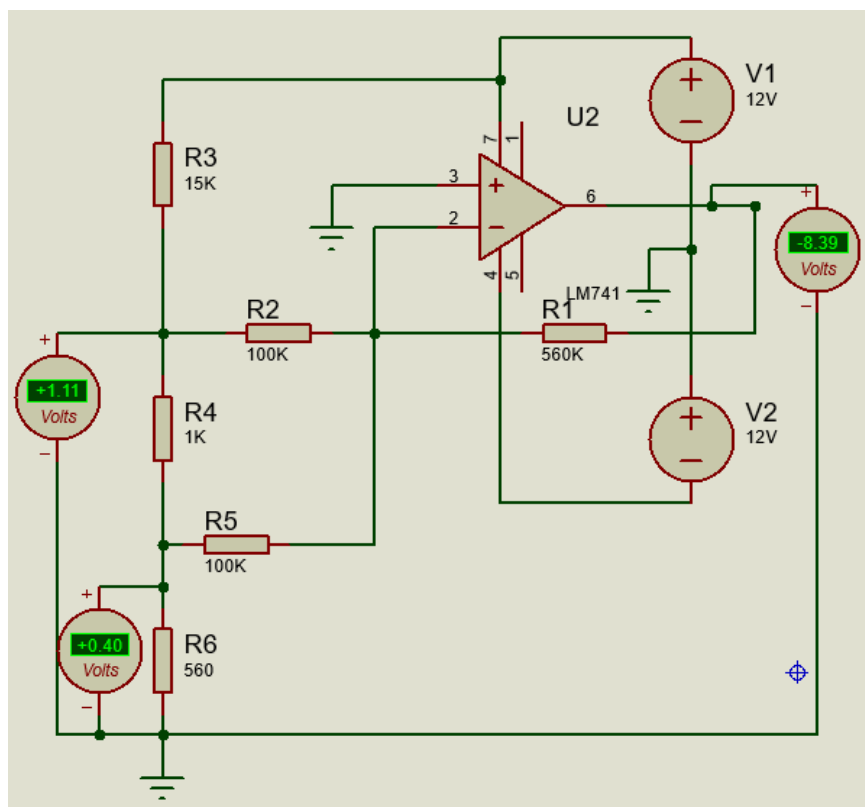 V1
12V
U2
R3
15K
7
1
3
+
6
2
−
+
-8.39
Volts
−
4
5
LM741
R2
100K
R1
560K
+
+1.11
Volts
−
R4
1K
V2
12V
R5
100K
+
+0.40
Volts
−
R6
560